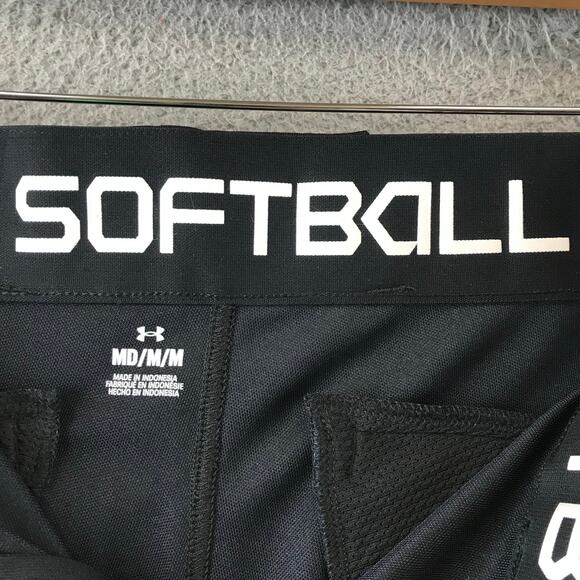 SOFTBALL
MD/M/M
MADE IN INDONESIA
FABRIQUÉ EN INDONÉSIE
HECHO EN INDONESIA